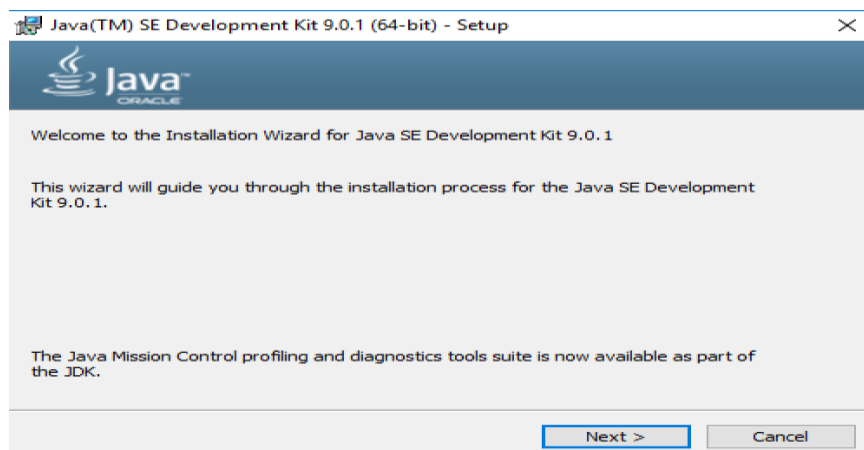 Java(TM) SE Development Kit 9.0.1 (64-bit) - Setup
Java™
ORACLE
Welcome to the Installation Wizard for Java SE Development Kit 9.0.1
This wizard will guide you through the installation process for the Java SE Development
Kit 9.0.1.
The Java Mission Control profiling and diagnostics tools suite is now available as part of
the JDK.
Next >
Cancel